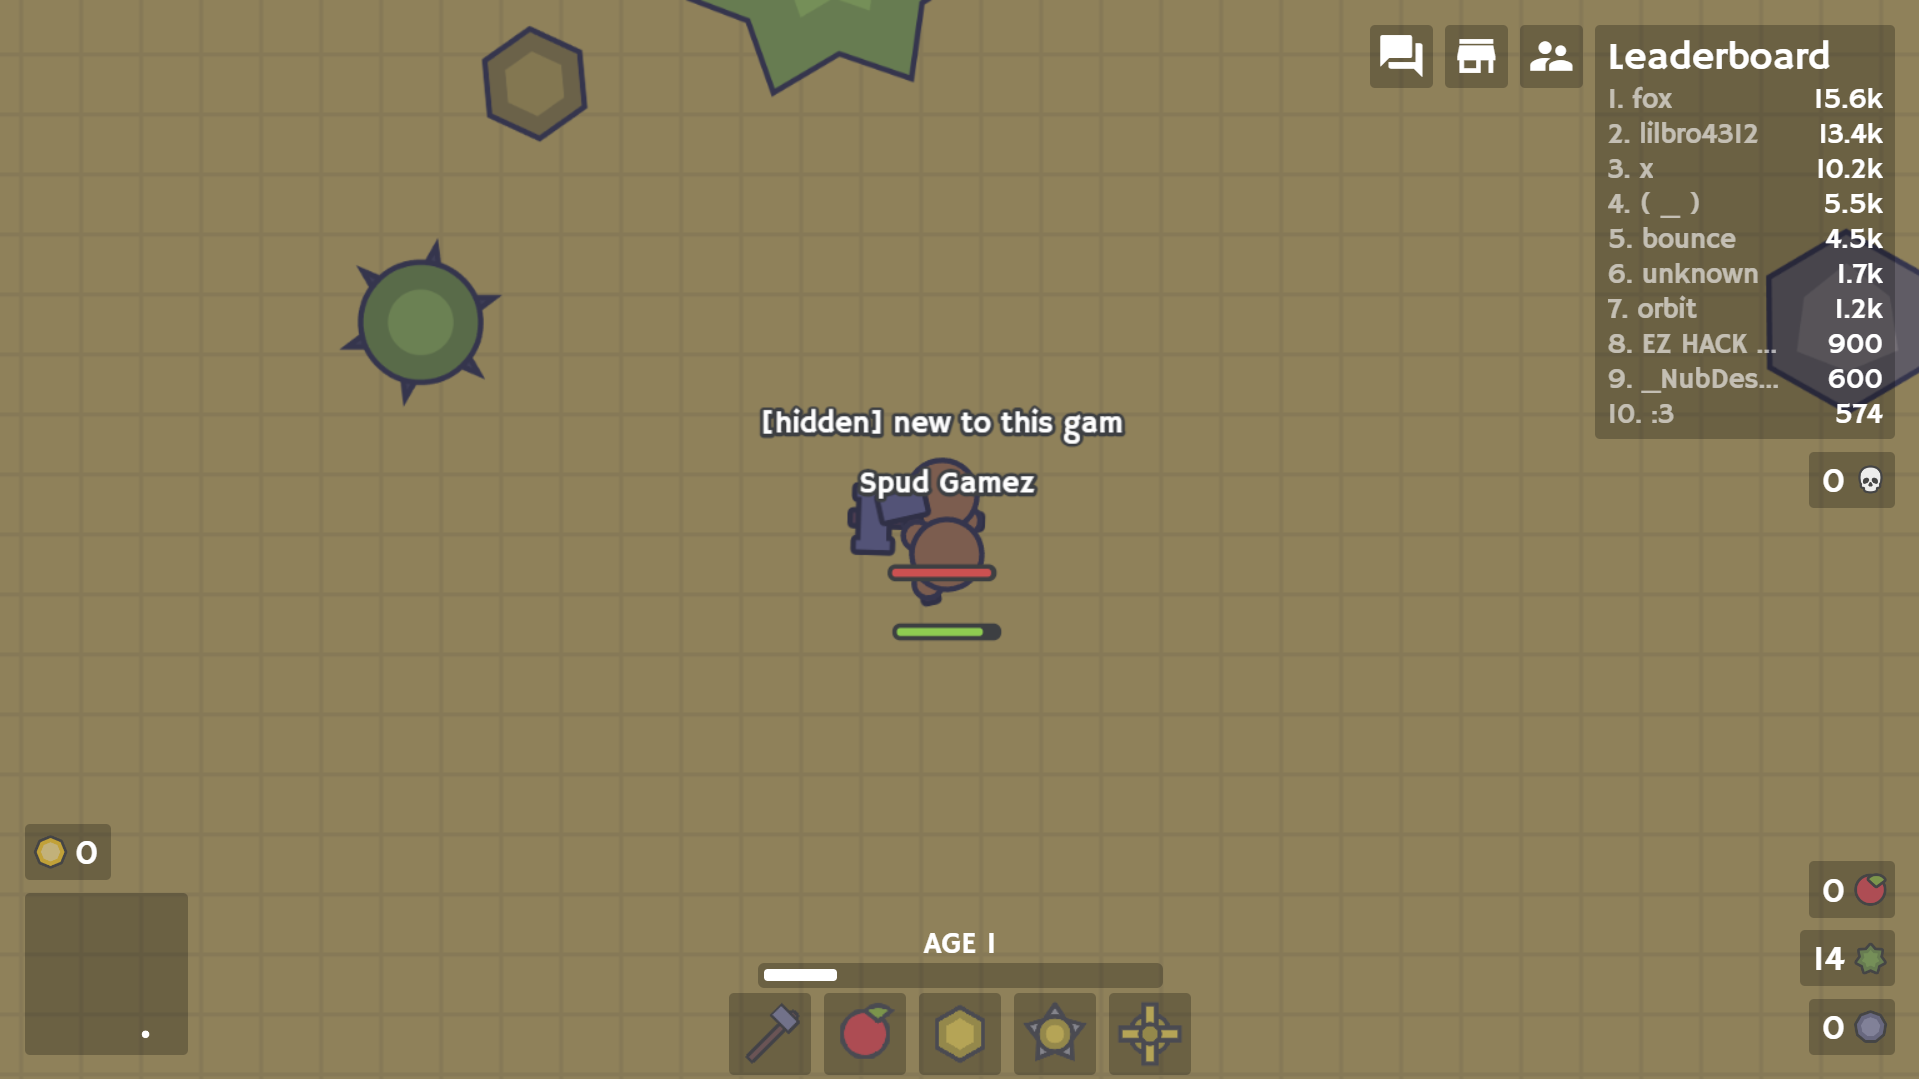 Leaderboard
1. fox 15.6k
2. lilbro4312 13.4k
3. x 10.2k
4. ( _ ) 5.5k
5. bounce 4.5k
6. unknown 1.7k
7. orbit 1.2k
8. EZ HACK ... 900
9. _NubDes... 600
10. :3 574
[hidden] new to this gam
Spud Gamez
0
0
0
AGE 1
14
0